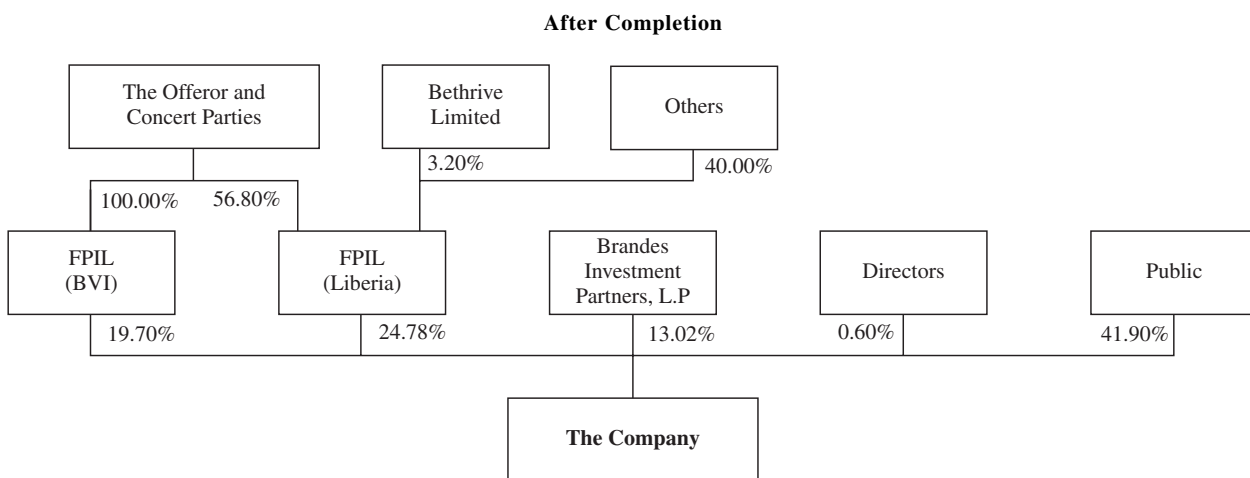 After Completion
The Offeror and
Concert Parties
Bethrive
Limited
Others
3.20%
40.00%
100.00%
56.80%
FPIL
(BVI)
FPIL
(Liberia)
Brandes
Investment
Partners, L.P
Directors
Public
19.70%
24.78%
13.02%
0.60%
41.90%
The Company